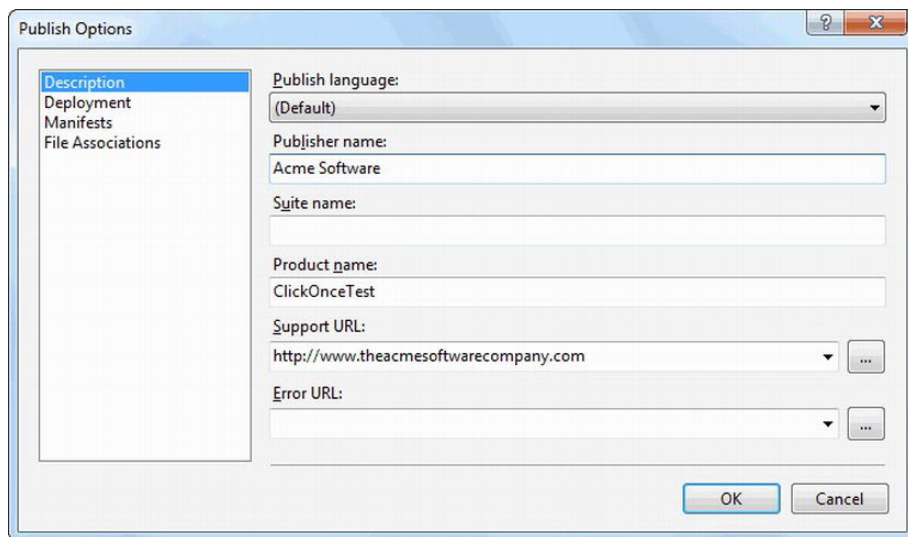 Publish Options
Description
Deployment
Manifests
File Associations
Publish language:
(Default)
Publisher name:
Acme Software
Suite name:
Product name:
ClickOnceTest
Support URL:
http://www.theacmesoftwarecompany.com
...
Error URL:
...
OK Cancel